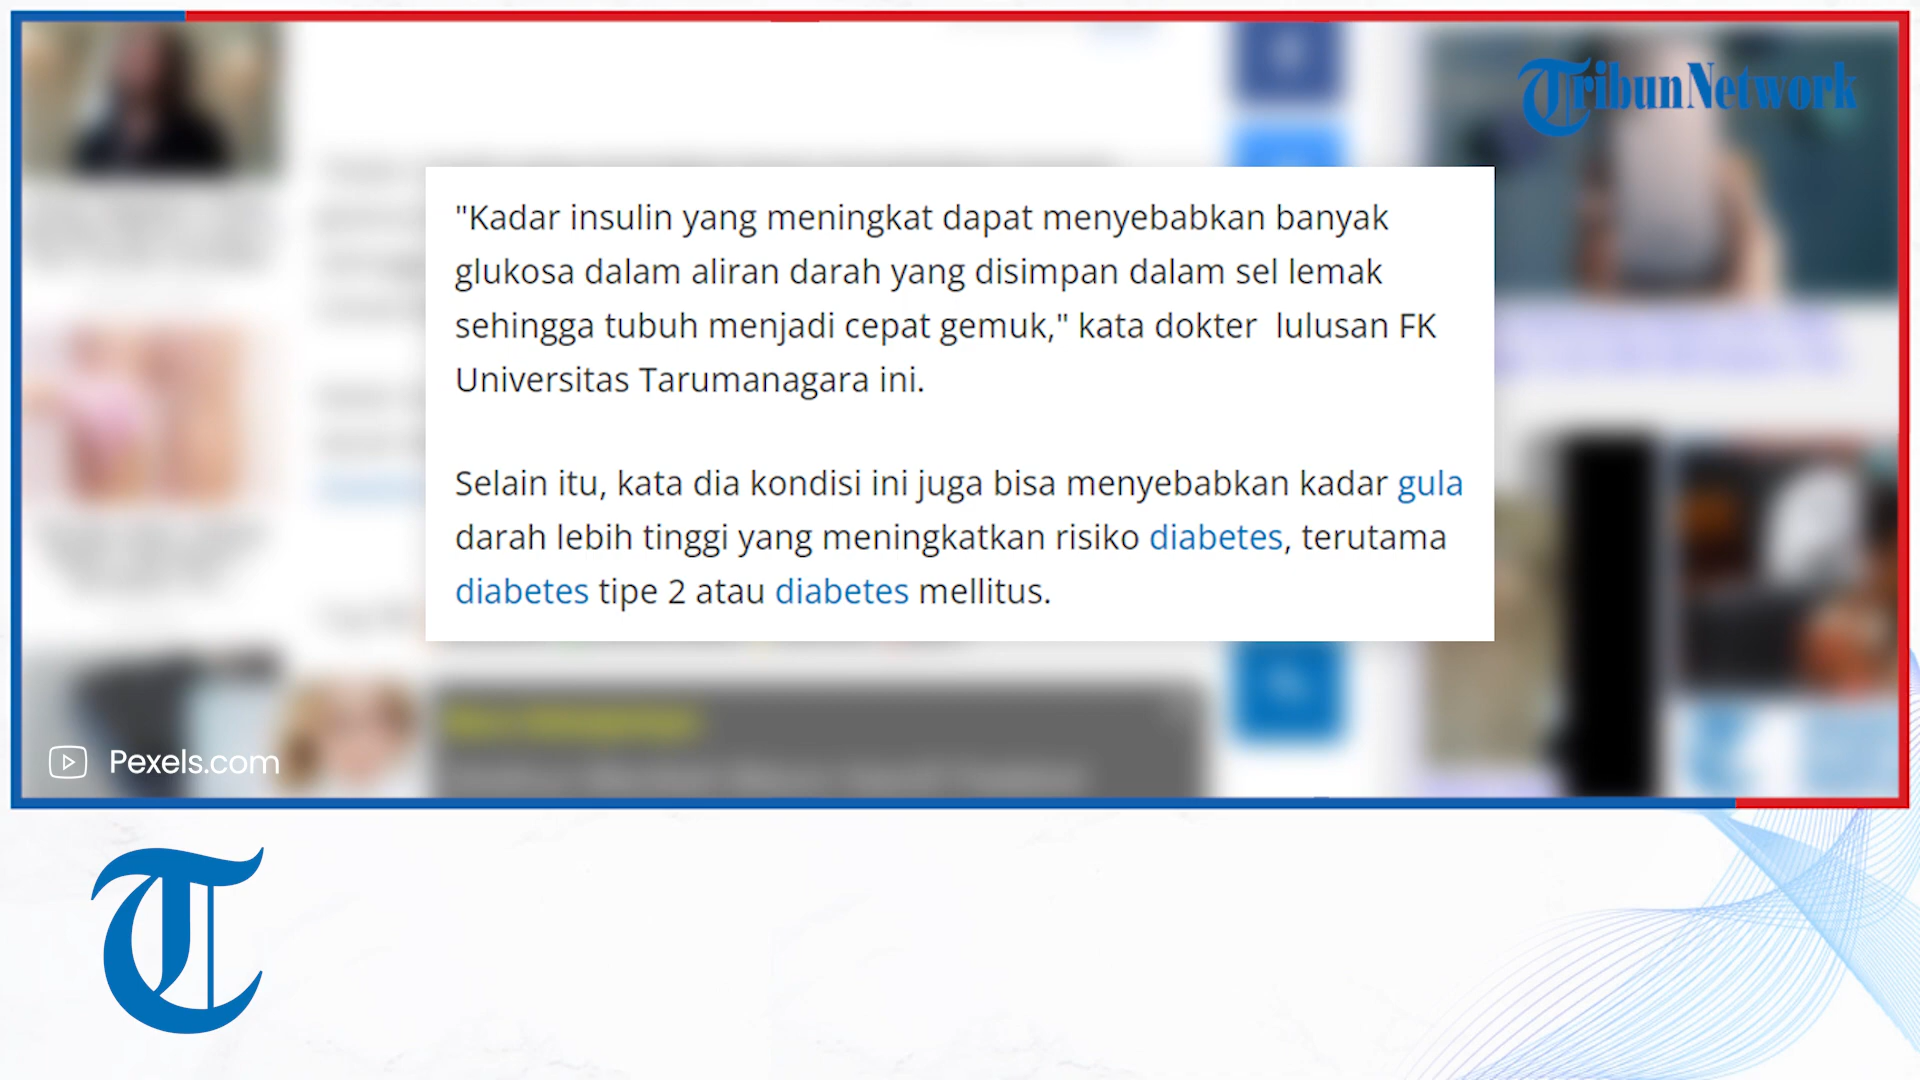 TribunNetwork
"Kadar insulin yang meningkat dapat menyebabkan banyak
glukosa dalam aliran darah yang disimpan dalam sel lemak
sehingga tubuh menjadi cepat gemuk," kata dokter  lulusan FK
Universitas Tarumanagara ini.
Selain itu, kata dia kondisi ini juga bisa menyebabkan kadar gula
darah lebih tinggi yang meningkatkan risiko diabetes, terutama
diabetes tipe 2 atau diabetes mellitus.
Pexels.com
T